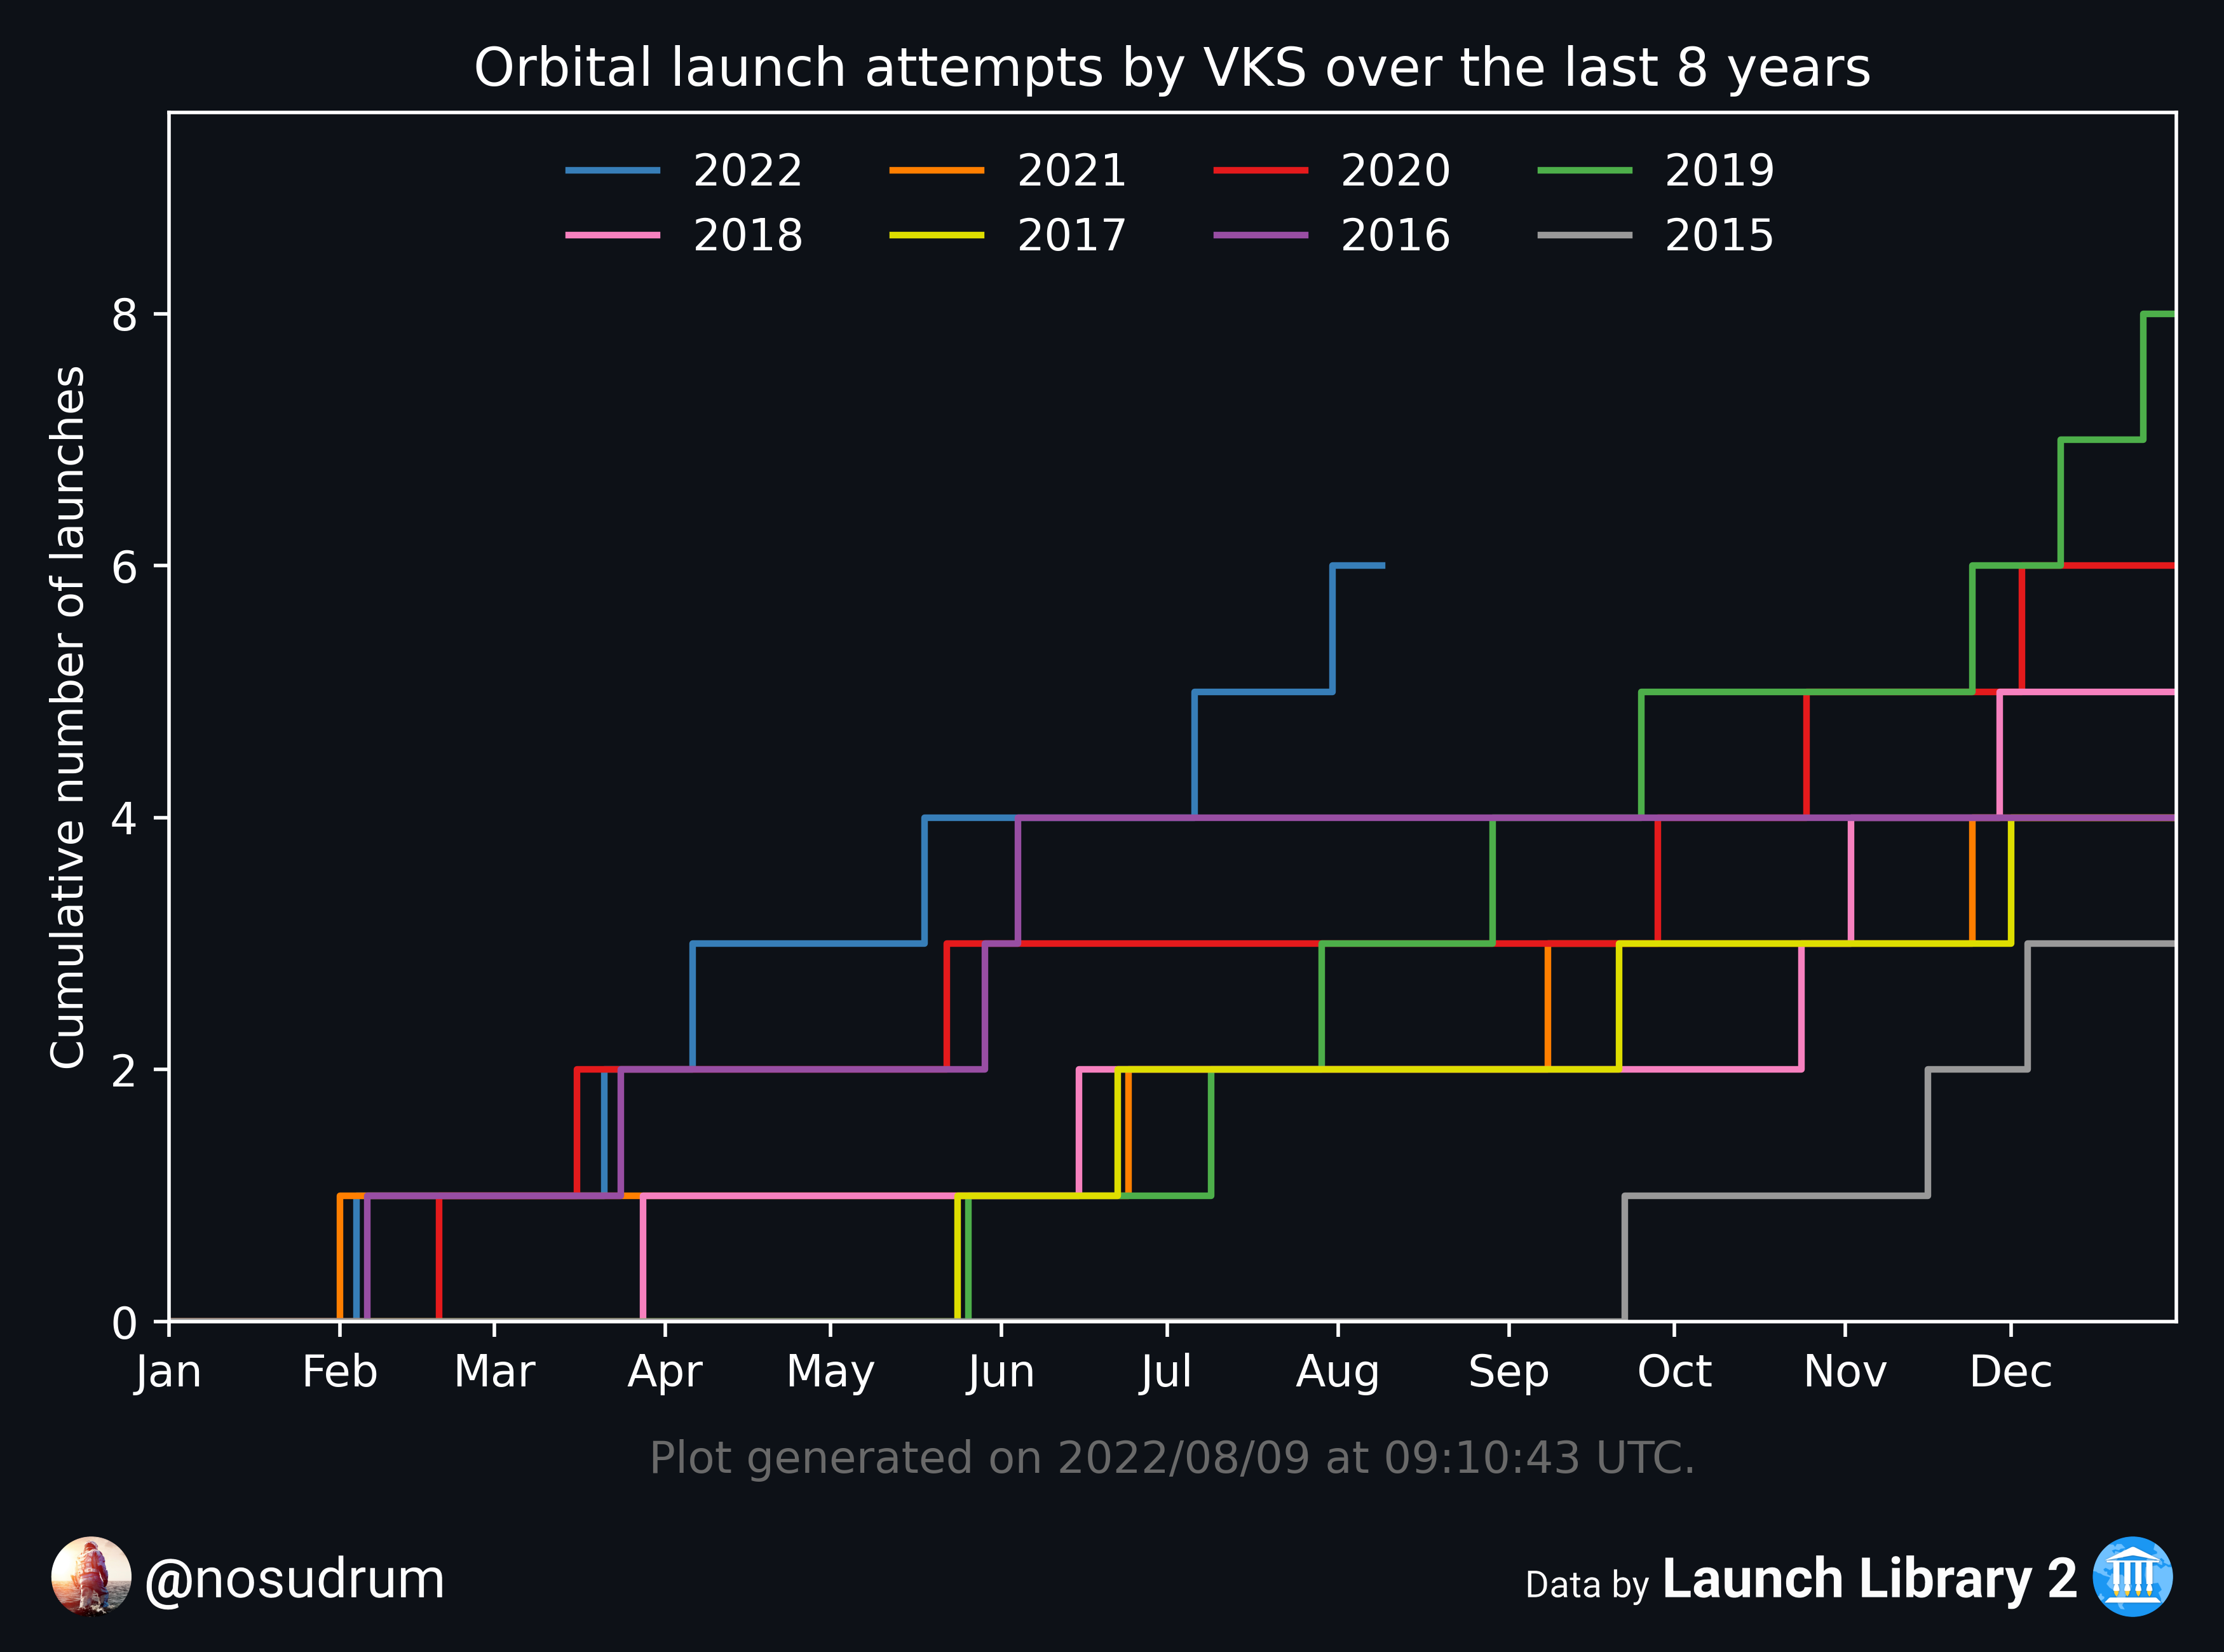 Orbital launch attempts by VKS over the last 8 years
2022 2021 2020 2019
2018 2017 2016 2015
Cumulative number of launches
8
6
4
2
0
Jan Feb Mar Apr May Jun Jul Aug Sep Oct Nov Dec
Plot generated on 2022/08/09 at 09:10:43 UTC.
@nosudrum
Data by Launch Library 2